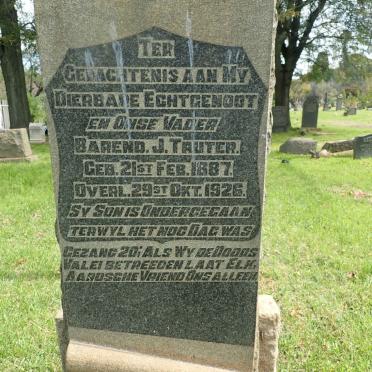 TER
GEDACHTENIS AAN MY
DIERBARE ECHTGENOOT
EN ONSE VADER
BAREND. J. TRUTER.
GEB. 21ST FEB. 1887.
OVERL. 29ST OKT. 1926.
SY SON IS ONDERGEGAAN,
TERWYL HET NOG DAG WAS
GEZANG 20; ALS WY DE DOODS
VALEI BETREEDEN LAAT ELK
AARDSCHE VRIEND ONS ALLEEN